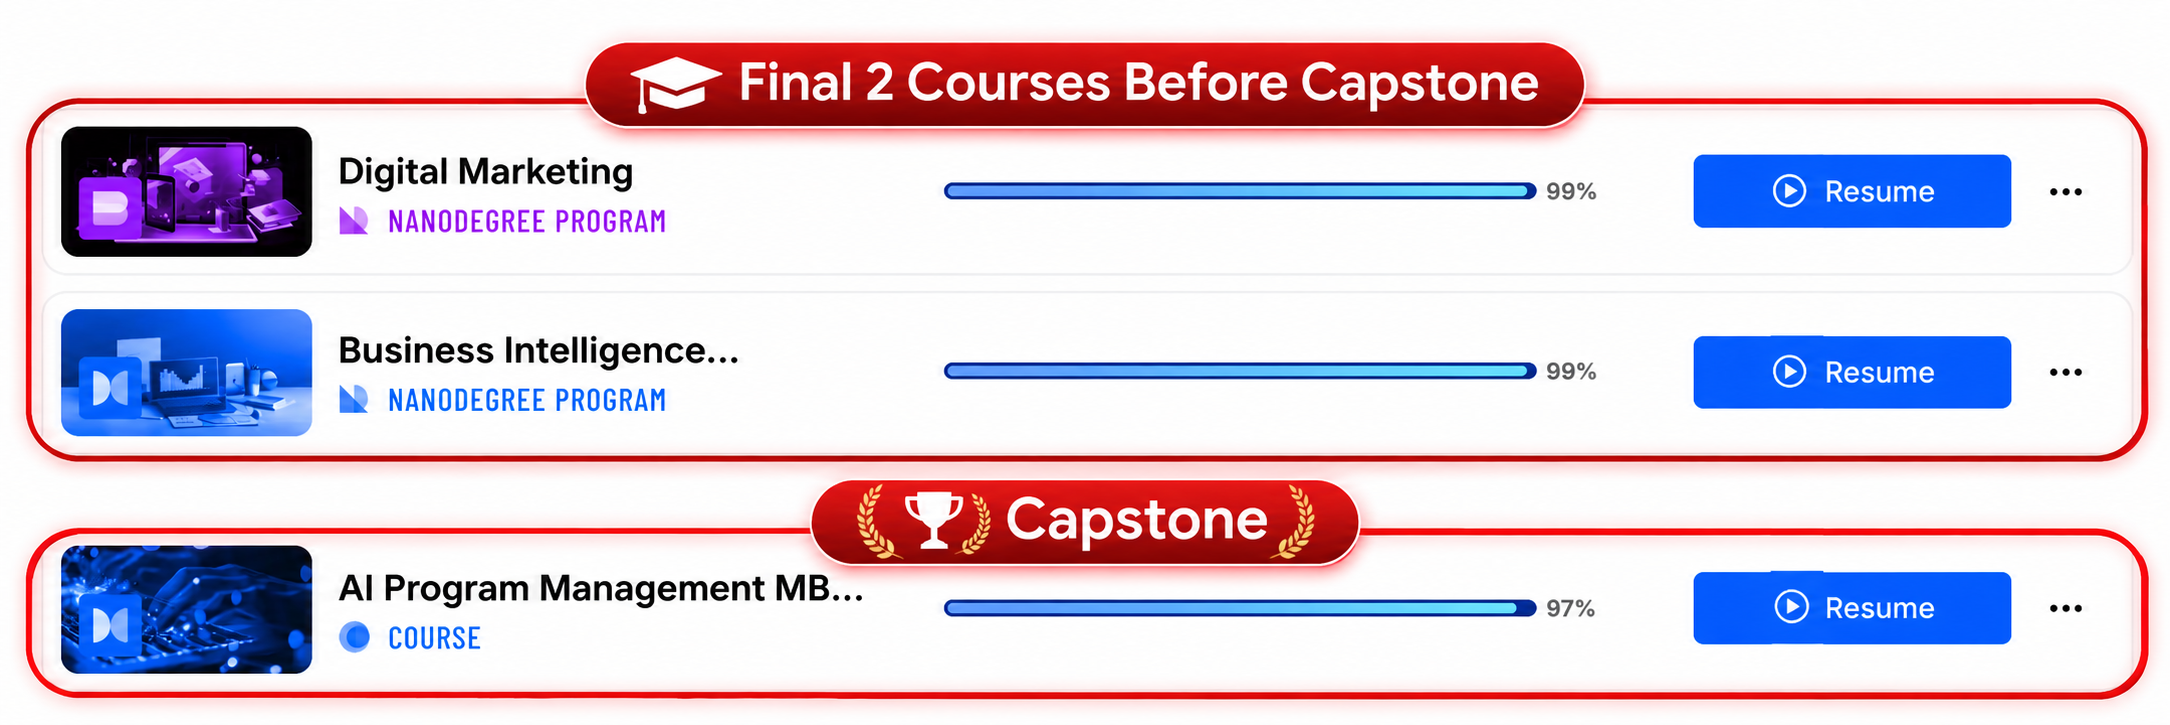 Final 2 Courses Before Capstone
Digital Marketing
NANODEGREE PROGRAM
99%
Resume
Business Intelligence...
NANODEGREE PROGRAM
99%
Resume
Capstone
AI Program Management MB...
COURSE
97%
Resume